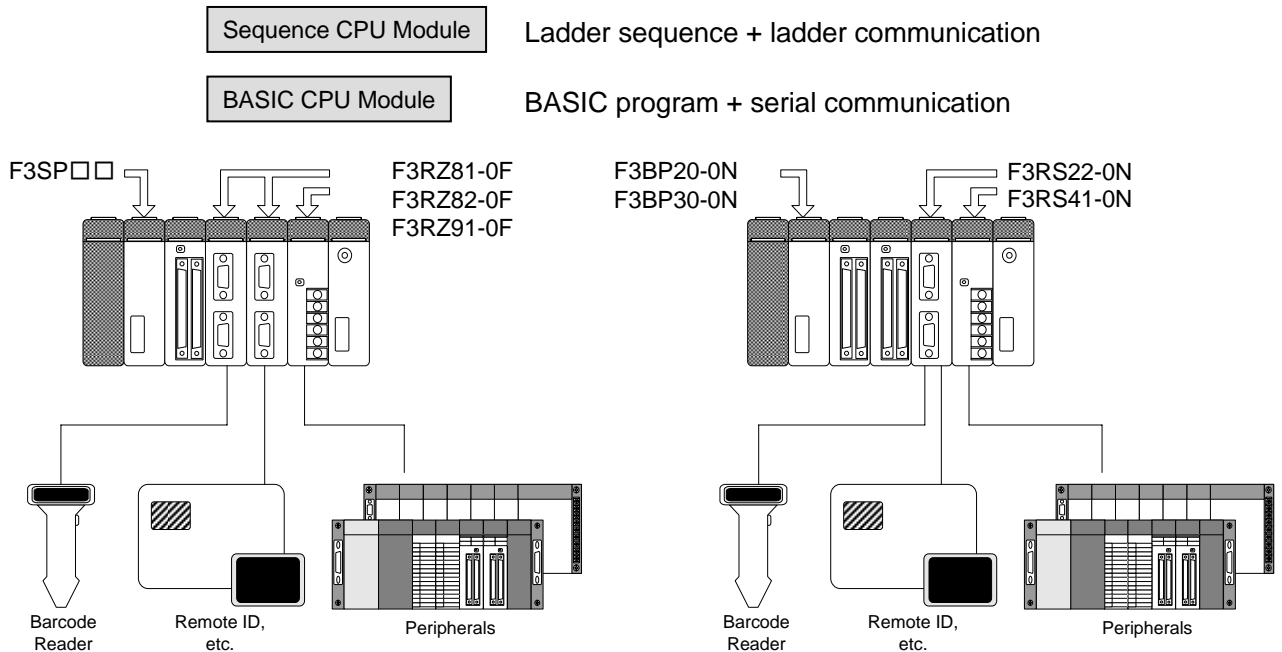 Sequence CPU Module
Ladder sequence + ladder communication
BASIC CPU Module
BASIC program + serial communication
F3SP□□
F3RZ81-0F
F3RZ82-0F
F3RZ91-0F
F3BP20-0N
F3BP30-0N
F3RS22-0N
F3RS41-0N
Barcode
Reader
Remote ID,
etc.
Peripherals
Barcode
Reader
Remote ID,
etc.
Peripherals